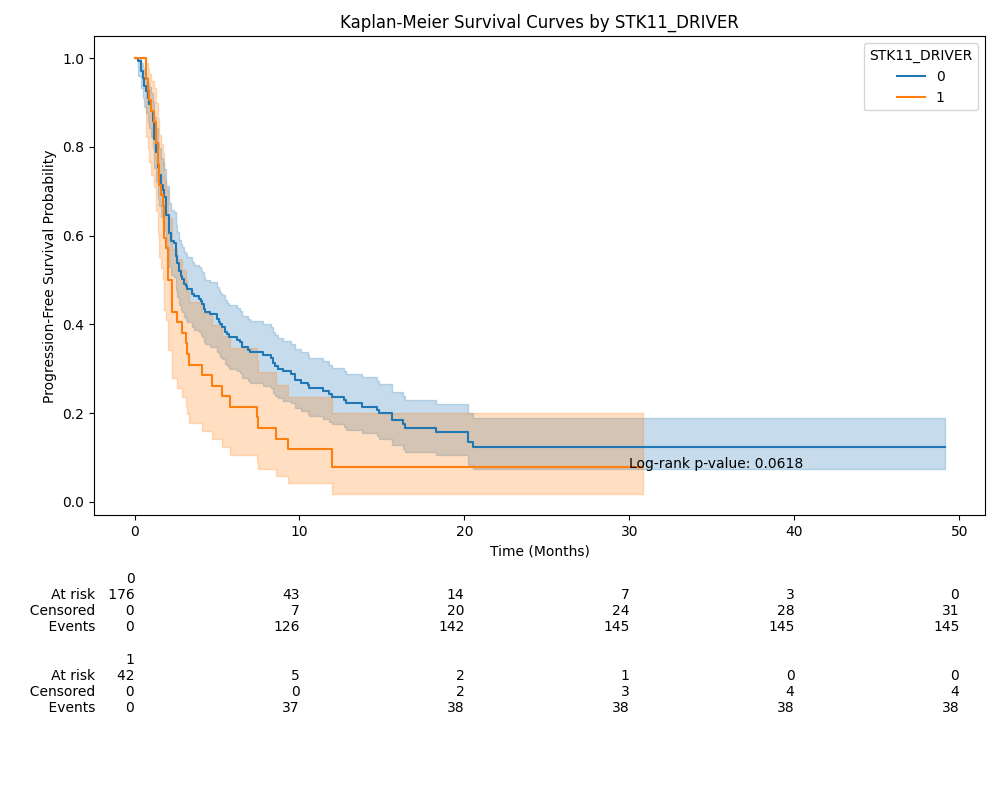 Kaplan-Meier Survival Curves by STK11_DRIVER
STK11_DRIVER
0
1
Progression-Free Survival Probability
1.0
0.8
0.6
0.4
0.2
0.0
Log-rank p-value: 0.0618
0 10 20 30 40 50
Time (Months)
0
At risk 176 43 14 7 3 0
Censored 0 7 20 24 28 31
Events 0 126 142 145 145 145
1
At risk 42 5 2 1 0 0
Censored 0 0 2 3 4 4
Events 0 37 38 38 38 38